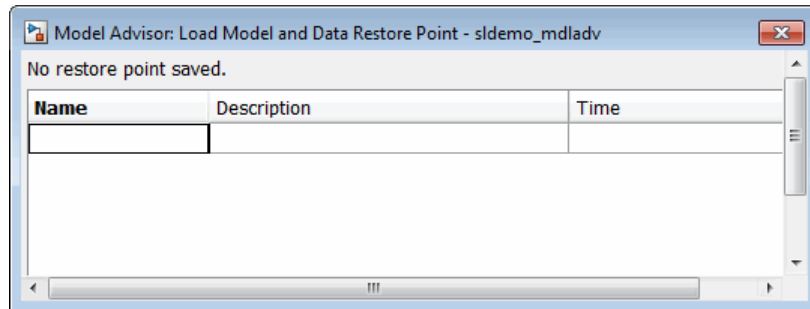 Model Advisor: Load Model and Data Restore Point - sldemo_mdladv
No restore point saved.
Name Description Time